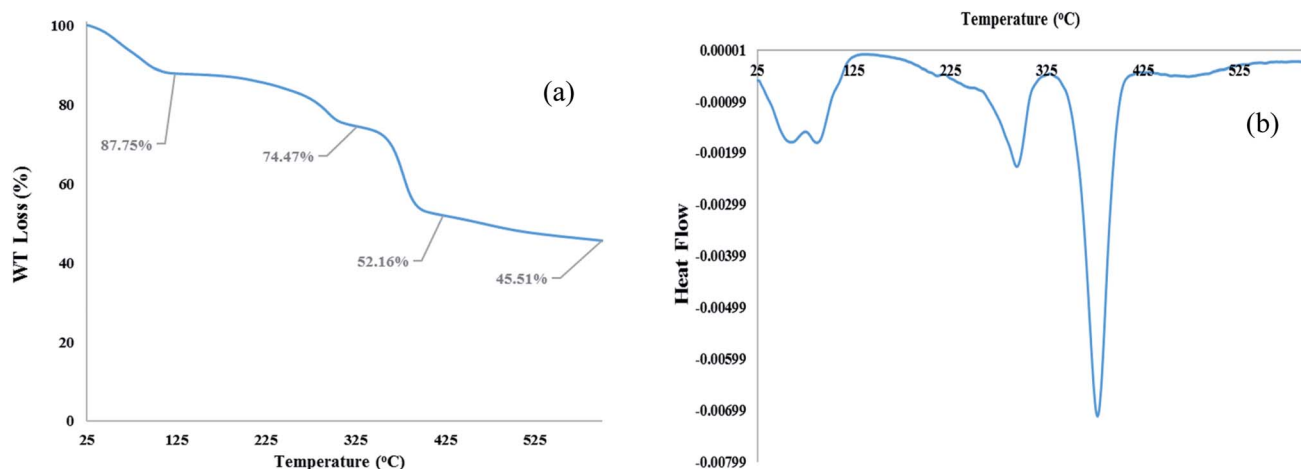 100
80
60
40
20
0
WT Loss (%)
(a)
87.75%
74.47%
52.16%
45.51%
25 125 225 325 425 525
Temperature (ºC)
Temperature (ºC)
0.00001
-0.00099
-0.00199
-0.00299
-0.00399
-0.00499
-0.00599
-0.00699
-0.00799
Heat Flow
25 125 225 325 425 525
(b)